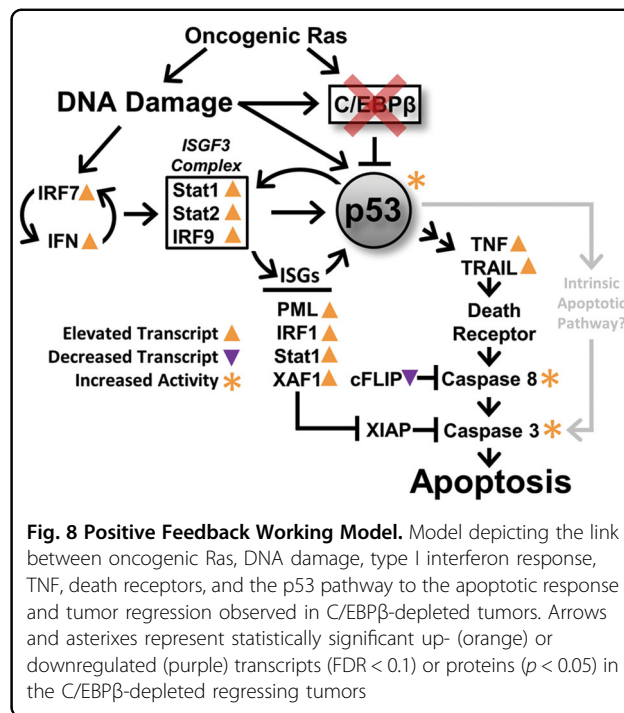 Oncogenic Ras
DNA Damage
C/EBPβ
ISGF3
Complex
IRF7
IFN
Stat1
Stat2
IRF9
p53
ISGs
PML
IRF1
Stat1
XAF1
TNF
TRAIL
Death
Receptor
Intrinsic
Apoptotic
Pathway?
Elevated Transcript
Decreased Transcript
Increased Activity
cFLIP
Caspase 8
XIAP
Caspase 3
Apoptosis
Fig. 8 Positive Feedback Working Model. Model depicting the link
between oncogenic Ras, DNA damage, type I interferon response,
TNF, death receptors, and the p53 pathway to the apoptotic response
and tumor regression observed in C/EBPβ-depleted tumors. Arrows
and asterixes represent statistically significant up- (orange) or
downregulated (purple) transcripts (FDR < 0.1) or proteins (p < 0.05) in
the C/EBPβ-depleted regressing tumors